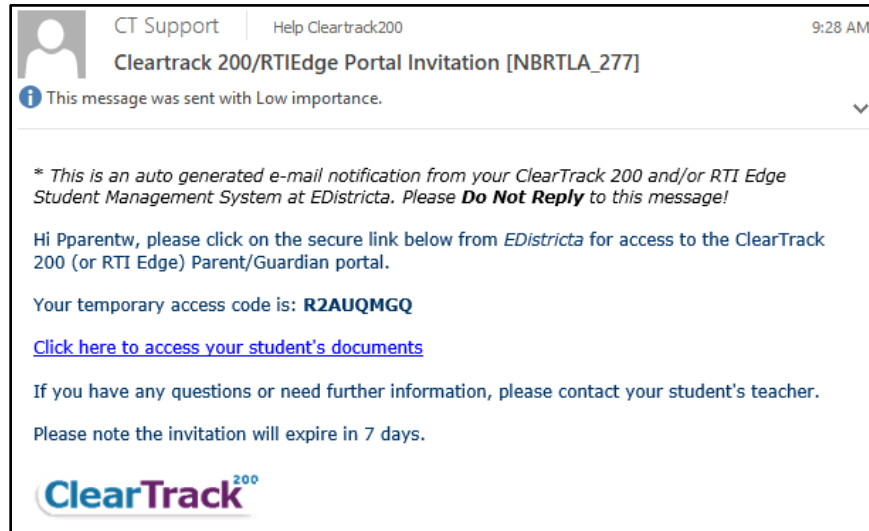 CT Support Help Cleartrack200 9:28 AM
Cleartrack 200/RTIEdge Portal Invitation [NBRTLA_277]
This message was sent with Low importance.
* This is an auto generated e-mail notification from your ClearTrack 200 and/or RTI Edge
Student Management System at EDistricta. Please Do Not Reply to this message!
Hi Pparentw, please click on the secure link below from EDistricta for access to the ClearTrack
200 (or RTI Edge) Parent/Guardian portal.
Your temporary access code is: R2AUQMGQ
Click here to access your student's documents
If you have any questions or need further information, please contact your student's teacher.
Please note the invitation will expire in 7 days.
ClearTrack200